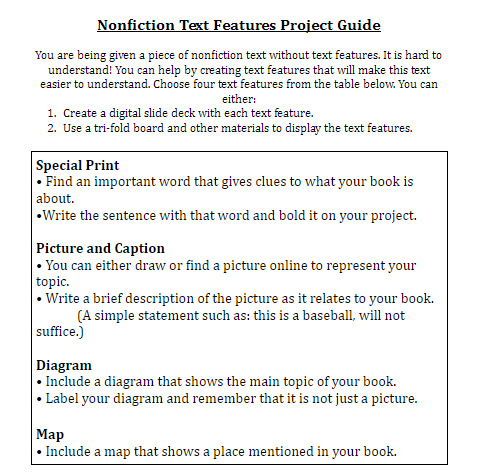 Nonfiction Text Features Project Guide
You are being given a piece of nonfiction text without text features. It is hard to
understand! You can help by creating text features that will make this text
easier to understand. Choose four text features from the table below. You can
either:
1. Create a digital slide deck with each text feature.
2. Use a tri-fold board and other materials to display the text features.
Special Print
• Find an important word that gives clues to what your book is
about.
•Write the sentence with that word and bold it on your project.
Picture and Caption
• You can either draw or find a picture online to represent your
topic.
• Write a brief description of the picture as it relates to your book.
(A simple statement such as: this is a baseball, will not
suffice.)
Diagram
• Include a diagram that shows the main topic of your book.
• Label your diagram and remember that it is not just a picture.
Map
• Include a map that shows a place mentioned in your book.